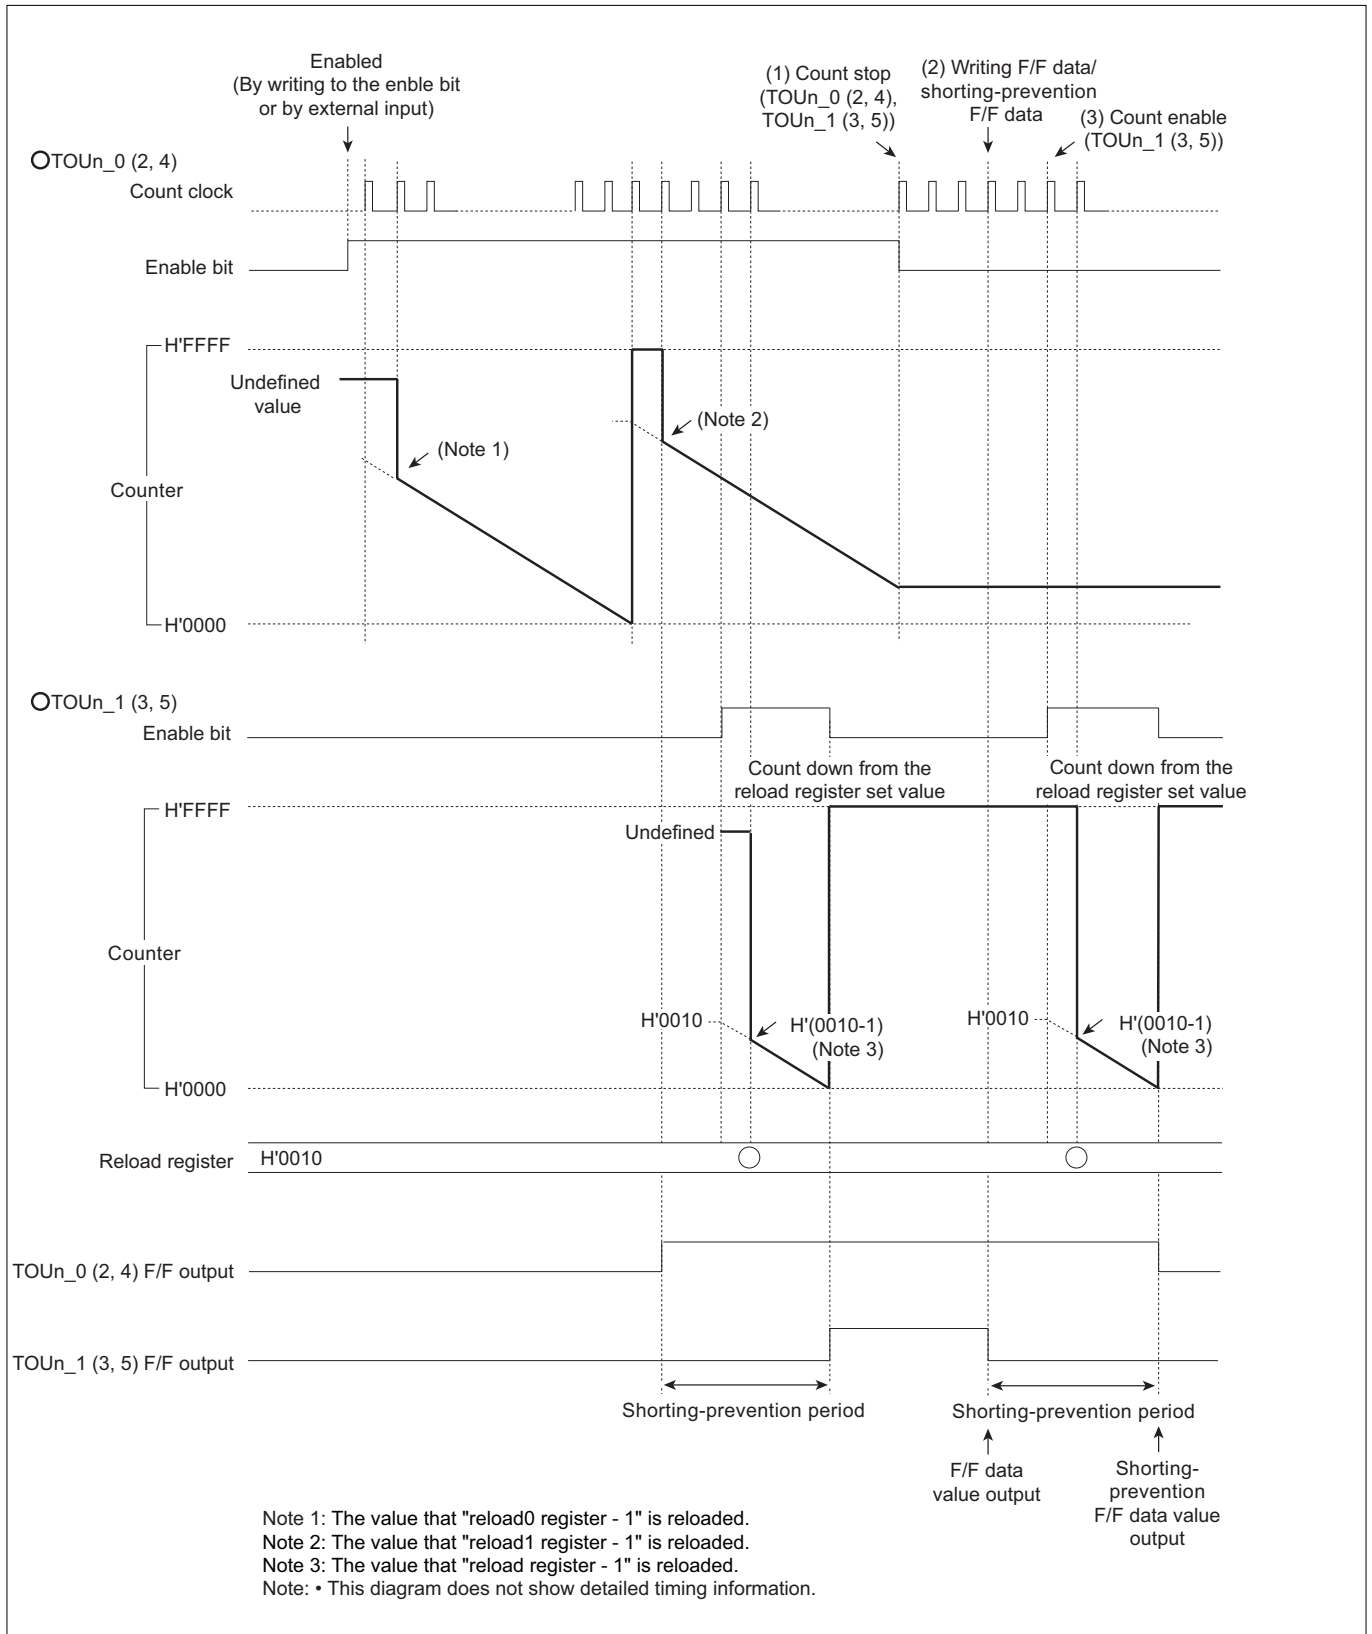 Enabled
(By writing to the enble bit
or by external input)
(1) Count stop
(TOUn_0 (2, 4),
TOUn_1 (3, 5))
(2) Writing F/F data/
shorting-prevention
F/F data
(3) Count enable
(TOUn_1 (3, 5))
TOUn_0 (2, 4)
Count clock
Enable bit
H'FFFF
Undefined
value
(Note 1)
(Note 2)
Counter
H'0000
TOUn_1 (3, 5)
Enable bit
Count down from the
reload register set value
Count down from the
reload register set value
H'FFFF
Undefined
Counter
H'0010
H'(0010-1)
(Note 3)
H'0010
H'(0010-1)
(Note 3)
H'0000
Reload register
H'0010
TOUn_0 (2, 4) F/F output
TOUn_1 (3, 5) F/F output
Shorting-prevention period
Shorting-prevention period
F/F data
value output
Shorting-
prevention
F/F data value
output
Note 1: The value that "reload0 register - 1" is reloaded.
Note 2: The value that "reload1 register - 1" is reloaded.
Note 3: The value that "reload register - 1" is reloaded.
Note: • This diagram does not show detailed timing information.